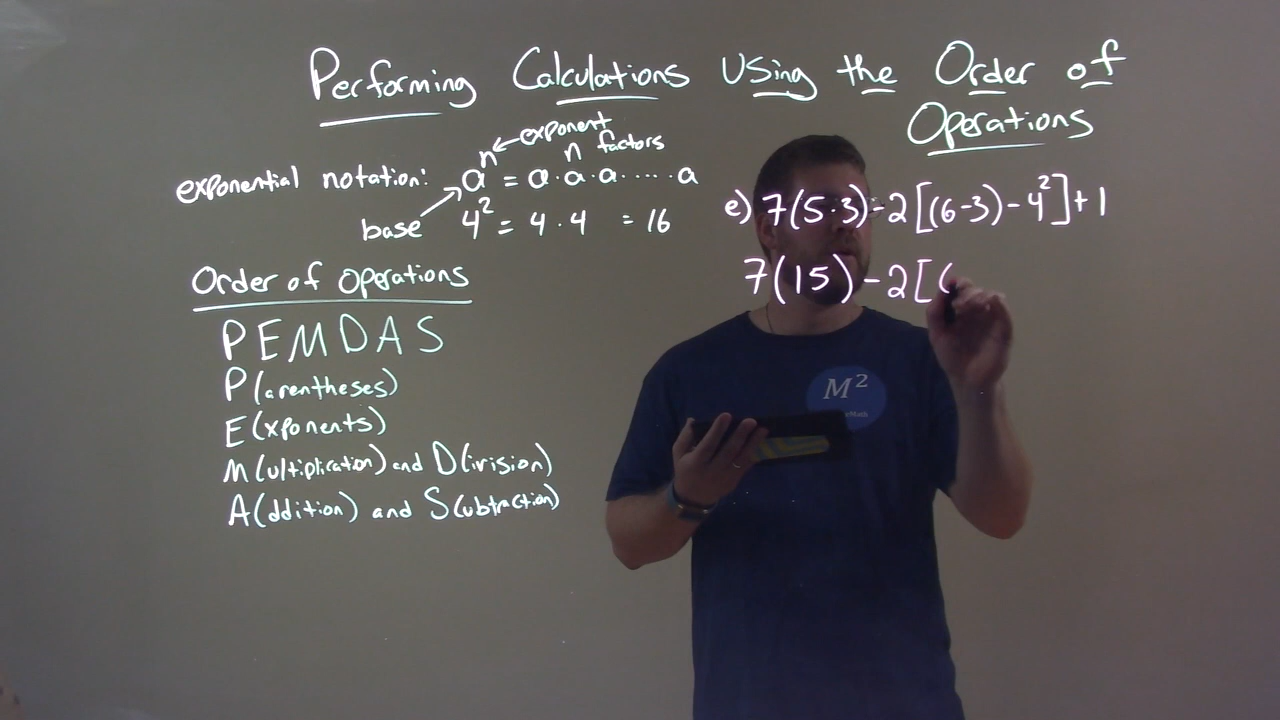 Performing Calculations Using the Order of
Operations
exponent
n factors
exponential notation: aⁿ = a·a·a·····a
base
4² = 4·4 = 16
Order of Operations
PEMDAS
P(arentheses)
E(xponents)
M(ultiplication) and D(ivision)
A(ddition) and S(ubtraction)
e) 7(5·3)-2[(6-3)-4²]+1
7(15)-2[(
M²